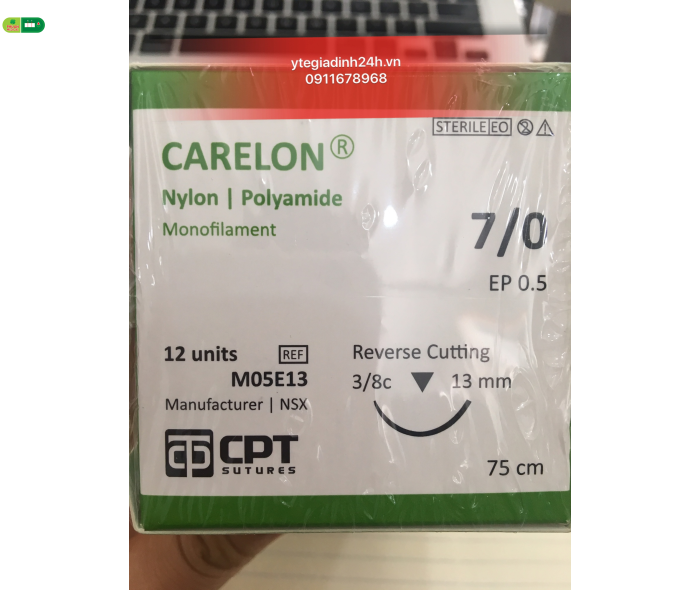 ytegiadinh24h.vn
0911678968
STERILE EO
CARELON®
Nylon | Polyamide
Monofilament
7/0
EP 0.5
12 units REF
M05E13
Manufacturer | NSX
Reverse Cutting
3/8c 13 mm
CPT
SUTURES
75 cm